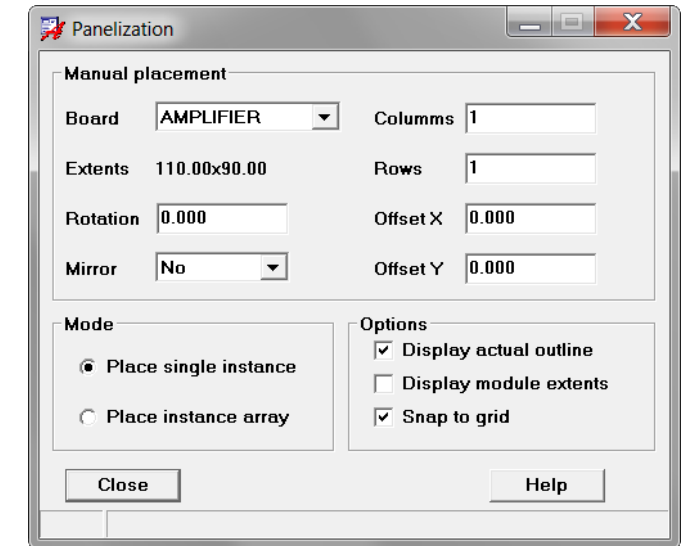 Panelization
Manual placement
Board AMPLIFIER Columms 1
Extents 110.00x90.00 Rows 1
Rotation 0.000 Offset X 0.000
Mirror No Offset Y 0.000
Mode Options
Place single instance Display actual outline
Display module extents
Place instance array Snap to grid
Close Help